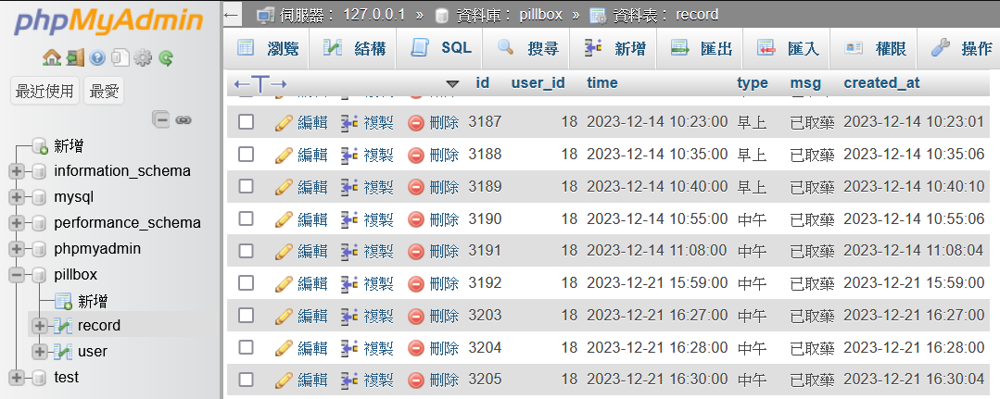 phpMyAdmin
最近使用 最愛
新增
information_schema
mysql
performance_schema
phpmyadmin
pillbox
新增
record
user
test
伺服器： 127.0.0.1 » 資料庫： pillbox » 資料表： record
瀏覽 結構 SQL 搜尋 新增 匯出 匯入 權限 操作
id user_id time type msg created_at
編輯 複製 刪除 3187 18 2023-12-14 10:23:00 早上 已取藥 2023-12-14 10:23:01
編輯 複製 刪除 3188 18 2023-12-14 10:35:00 早上 已取藥 2023-12-14 10:35:06
編輯 複製 刪除 3189 18 2023-12-14 10:40:00 早上 已取藥 2023-12-14 10:40:10
編輯 複製 刪除 3190 18 2023-12-14 10:55:00 中午 已取藥 2023-12-14 10:55:06
編輯 複製 刪除 3191 18 2023-12-14 11:08:00 中午 已取藥 2023-12-14 11:08:04
編輯 複製 刪除 3192 18 2023-12-21 15:59:00 中午 已取藥 2023-12-21 15:59:00
編輯 複製 刪除 3203 18 2023-12-21 16:27:00 中午 已取藥 2023-12-21 16:27:00
編輯 複製 刪除 3204 18 2023-12-21 16:28:00 中午 已取藥 2023-12-21 16:28:00
編輯 複製 刪除 3205 18 2023-12-21 16:30:00 中午 已取藥 2023-12-21 16:30:04